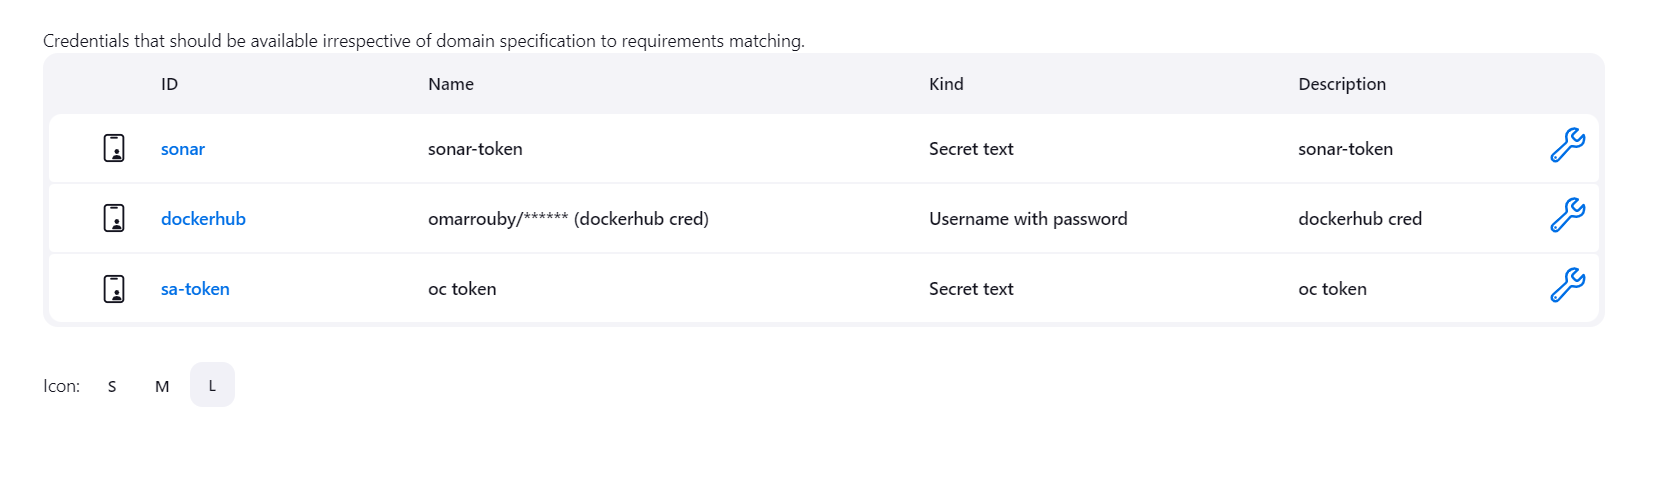 Credentials that should be available irrespective of domain specification to requirements matching.
ID Name Kind Description
sonar sonar-token Secret text sonar-token
dockerhub omarrouby/****** (dockerhub cred) Username with password dockerhub cred
sa-token oc token Secret text oc token
Icon: S M L